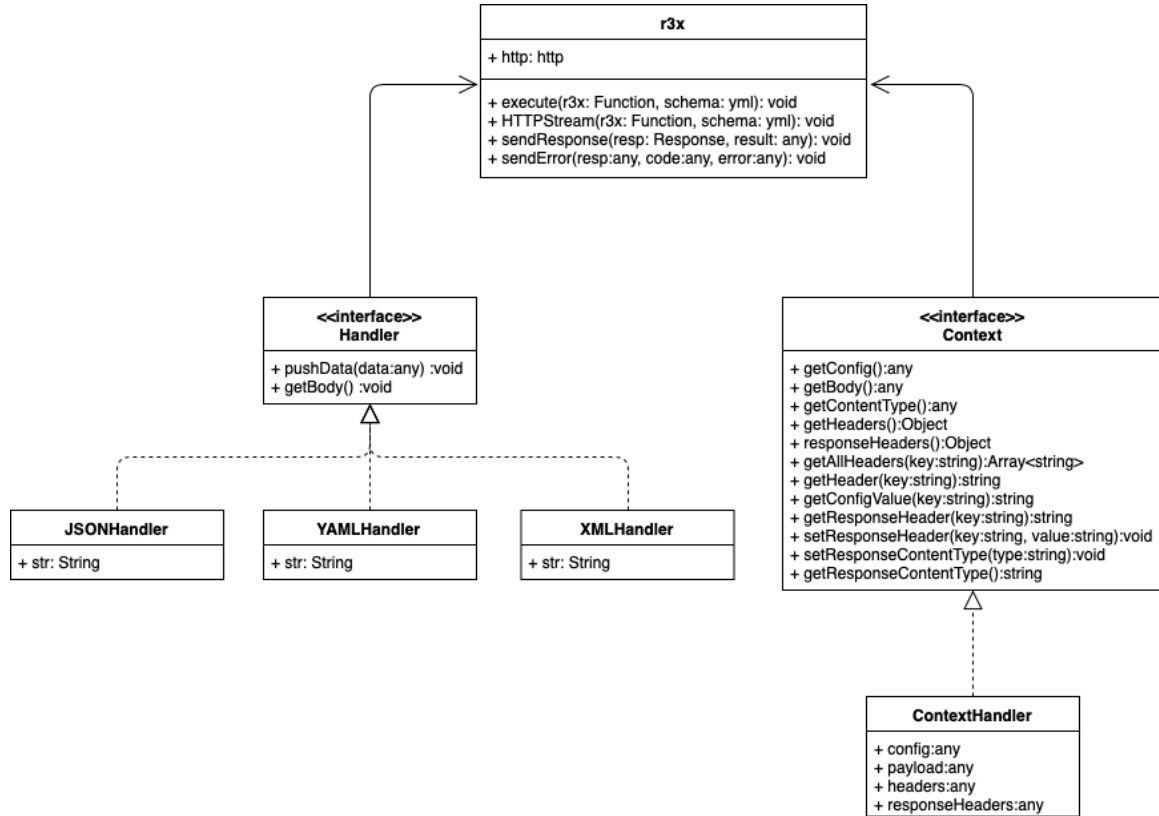 r3x
+ http: http
+ execute(r3x: Function, schema: yml): void
+ HTTPStream(r3x: Function, schema: yml): void
+ sendResponse(resp: Response, result: any): void
+ sendError(resp:any, code:any, error:any): void
<<interface>>
Handler
+ pushData(data:any) :void
+ getBody() :void
<<interface>>
Context
+ getConfig():any
+ getBody():any
+ getContentType():any
+ getHeaders():Object
+ responseHeaders():Object
+ getAllHeaders(key:string):Array<string>
+ getHeader(key:string):string
+ getConfigValue(key:string):string
+ getResponseHeader(key:string):string
+ setResponseHeader(key:string, value:string):void
+ setResponseContentType(type:string):void
+ getResponseContentType():string
JSONHandler
+ str: String
YAMLHandler
+ str: String
XMLHandler
+ str: String
ContextHandler
+ config:any
+ payload:any
+ headers:any
+ responseHeaders:any